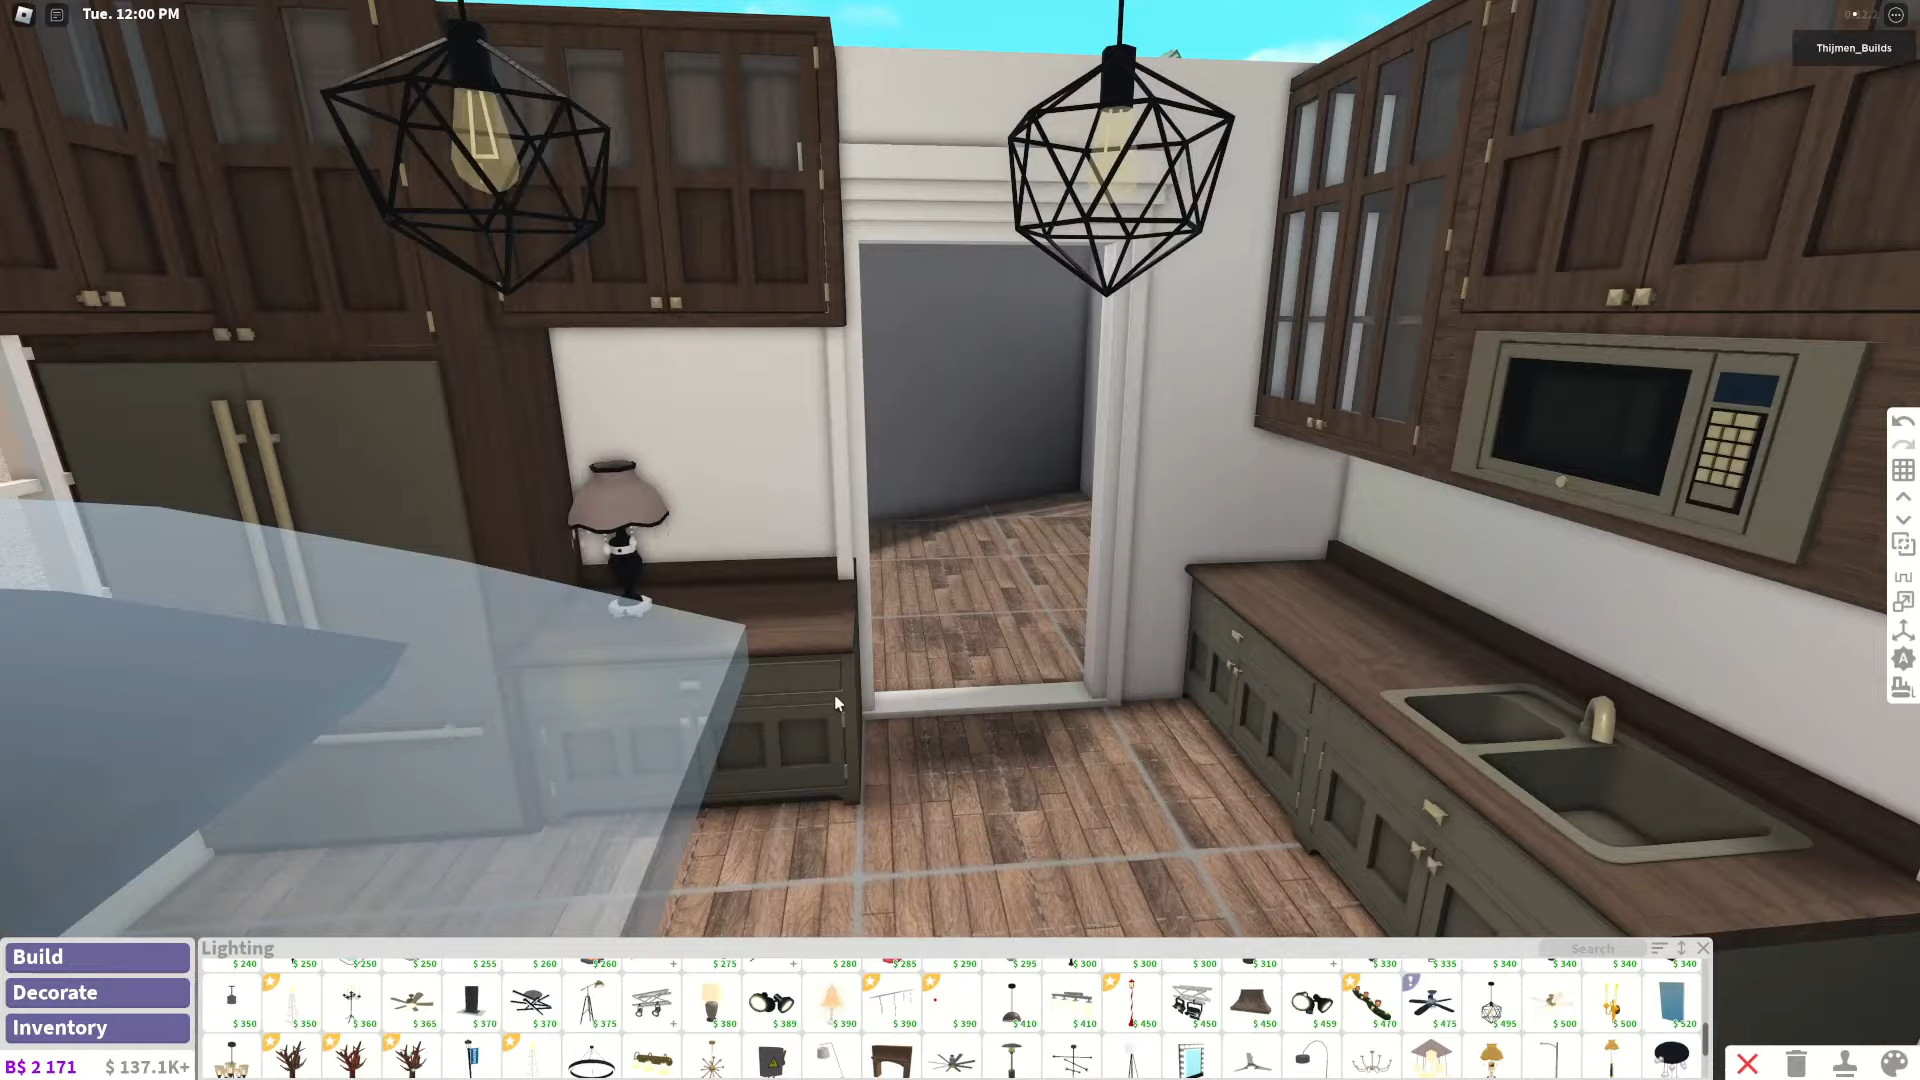 Tue. 12:00 PM
Thijmen_Builds
Build
Decorate
Inventory
B$ 2 171
$ 137.1K+
Lighting
Search
$ 240 $ 250 $ 250 $ 250 $ 255 $ 260 $ 260 + $ 275 + $ 280 $ 285 $ 290 $ 295 $ 300 $ 300 $ 300 $ 310 + $ 330 $ 335 $ 340 $ 340 $ 340 $ 340
$ 350 $ 350 $ 360 $ 365 $ 370 $ 370 $ 375 + $ 380 $ 389 $ 390 $ 390 $ 390 $ 410 $ 410 $ 450 $ 450 $ 450 $ 459 $ 470 $ 475 $ 495 $ 500 $ 500 $ 520